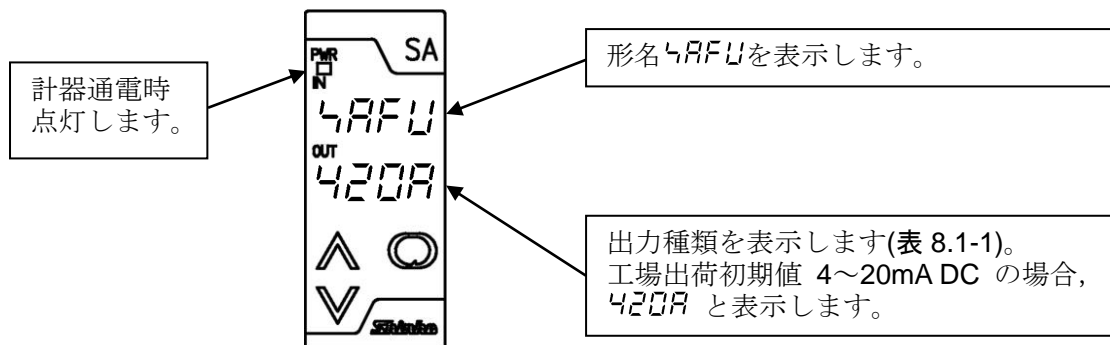 計器通電時
点灯します。
SA
PWR
IN
SAFU
OUT
420A
Shinko
形名SAFUを表示します。
出力種類を表示します(表 8.1-1)。
工場出荷初期値 4～20mA DC の場合,
420A と表示します。